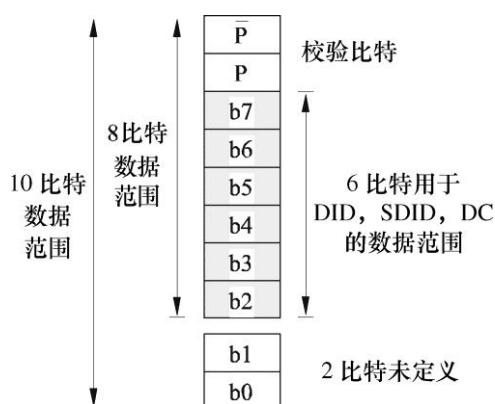 P̅
P
b7
b6
b5
b4
b3
b2
b1
b0
10 比特
数据
范围
8比特
数据
范围
校验比特
6 比特用于
DID，SDID，DC
的数据范围
2 比特未定义